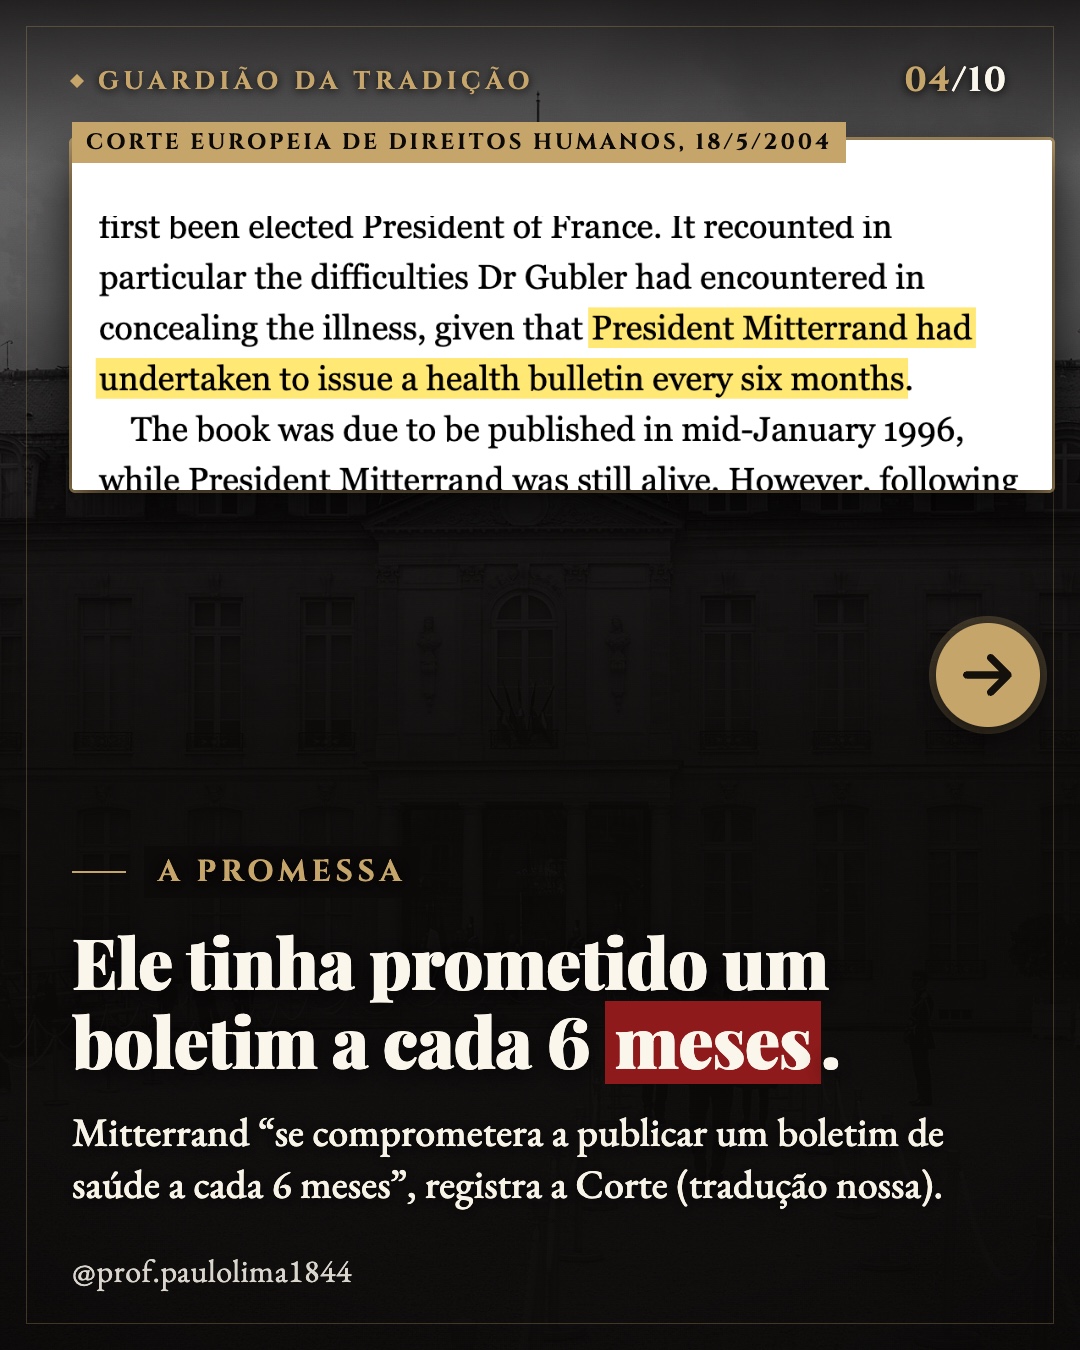 GUARDIÃO DA TRADIÇÃO
04/10
CORTE EUROPEIA DE DIREITOS HUMANOS, 18/5/2004
first been elected President of France. It recounted in
particular the difficulties Dr Gubler had encountered in
concealing the illness, given that President Mitterrand had
undertaken to issue a health bulletin every six months.
The book was due to be published in mid-January 1996,
while President Mitterrand was still alive. However, following
A PROMESSA
Ele tinha prometido um
boletim a cada 6 meses.
Mitterrand “se comprometera a publicar um boletim de
saúde a cada 6 meses”, registra a Corte (tradução nossa).
@prof.paulolima1844